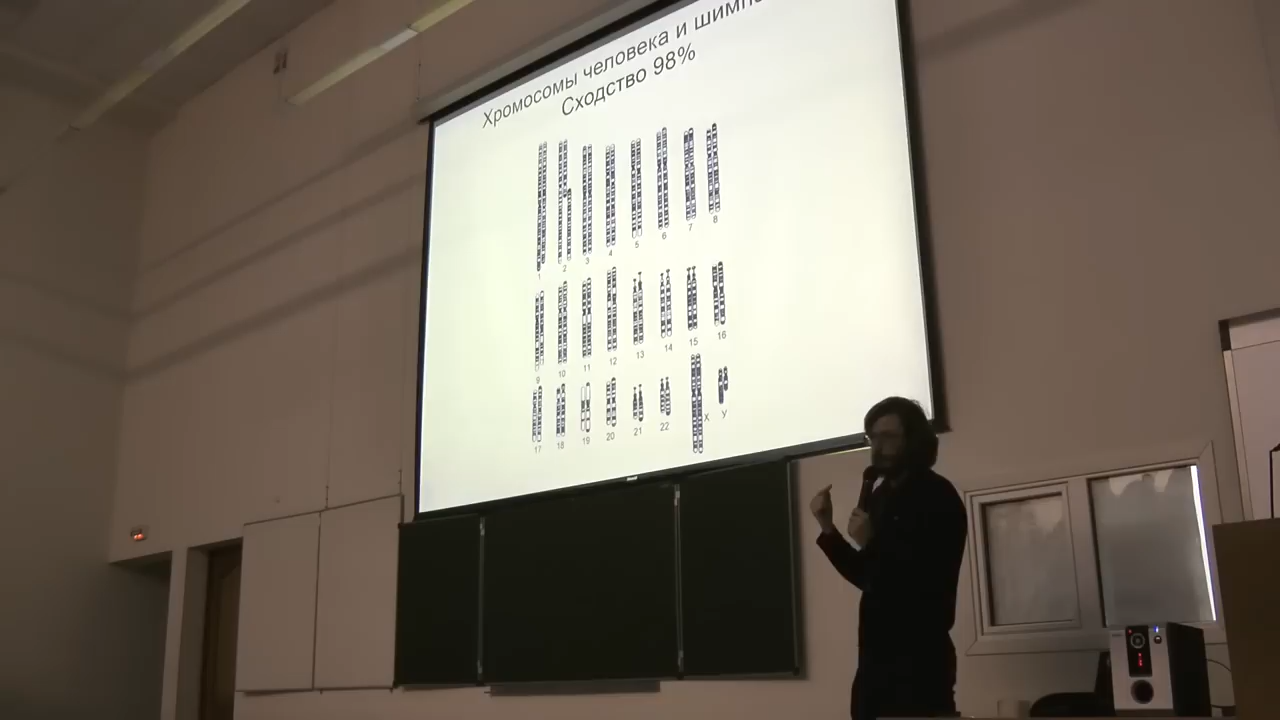 Хромосомы человека и
Сходство 98%
1 2 3 4 5 6 7 8
9 10 11 12 13 14 15 16
17 18 19 20 21 22 X У